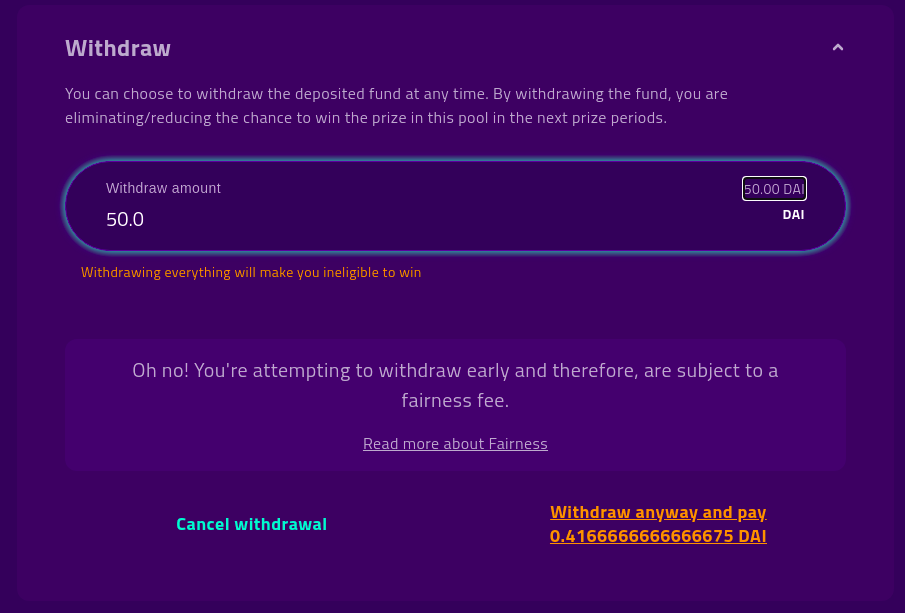 Withdraw
You can choose to withdraw the deposited fund at any time. By withdrawing the fund, you are
eliminating/reducing the chance to win the prize in this pool in the next prize periods.
Withdraw amount
50.00 DAI
50.0
DAI
Withdrawing everything will make you ineligible to win
Oh no! You're attempting to withdraw early and therefore, are subject to a
fairness fee.
Read more about Fairness
Cancel withdrawal
Withdraw anyway and pay
0.4166666666666675 DAI